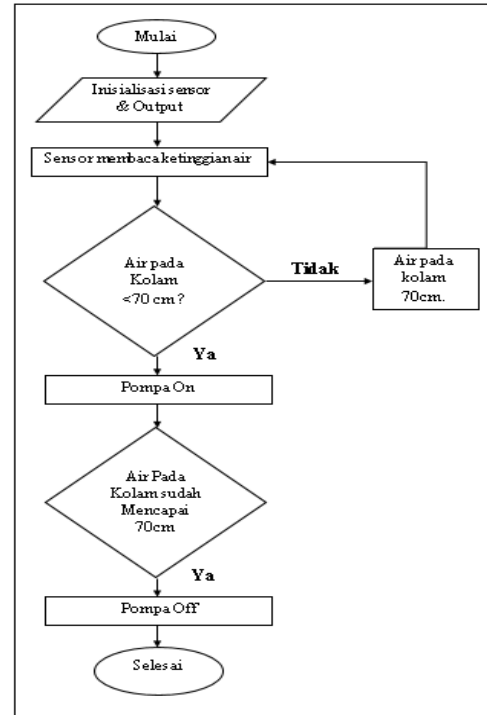 Mulai
Inisialisasi sensor
& Output
Sensor membaca ketinggian air
Air pada
Kolam
<70 cm ?
Tidak
Air pada
kolam
70cm.
Ya
Pompa On
Air Pada
Kolam sudah
Mencapai
70cm
Ya
Pompa Off
Selesai